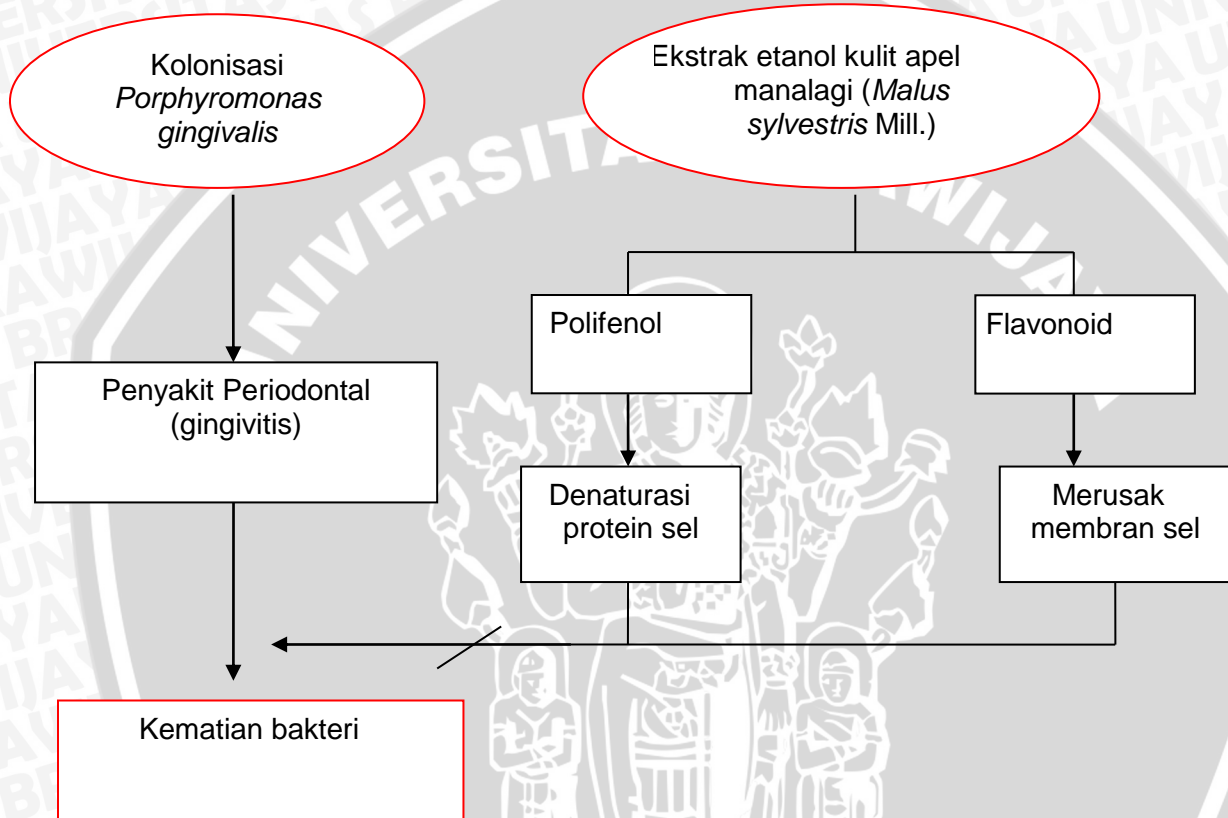 Kolonisasi
Porphyromonas
gingivalis
Ekstrak etanol kulit apel
manalagi (Malus
sylvestris Mill.)
Polifenol
Flavonoid
Penyakit Periodontal
(gingivitis)
Denaturasi
protein sel
Merusak
membran sel
Kematian bakteri